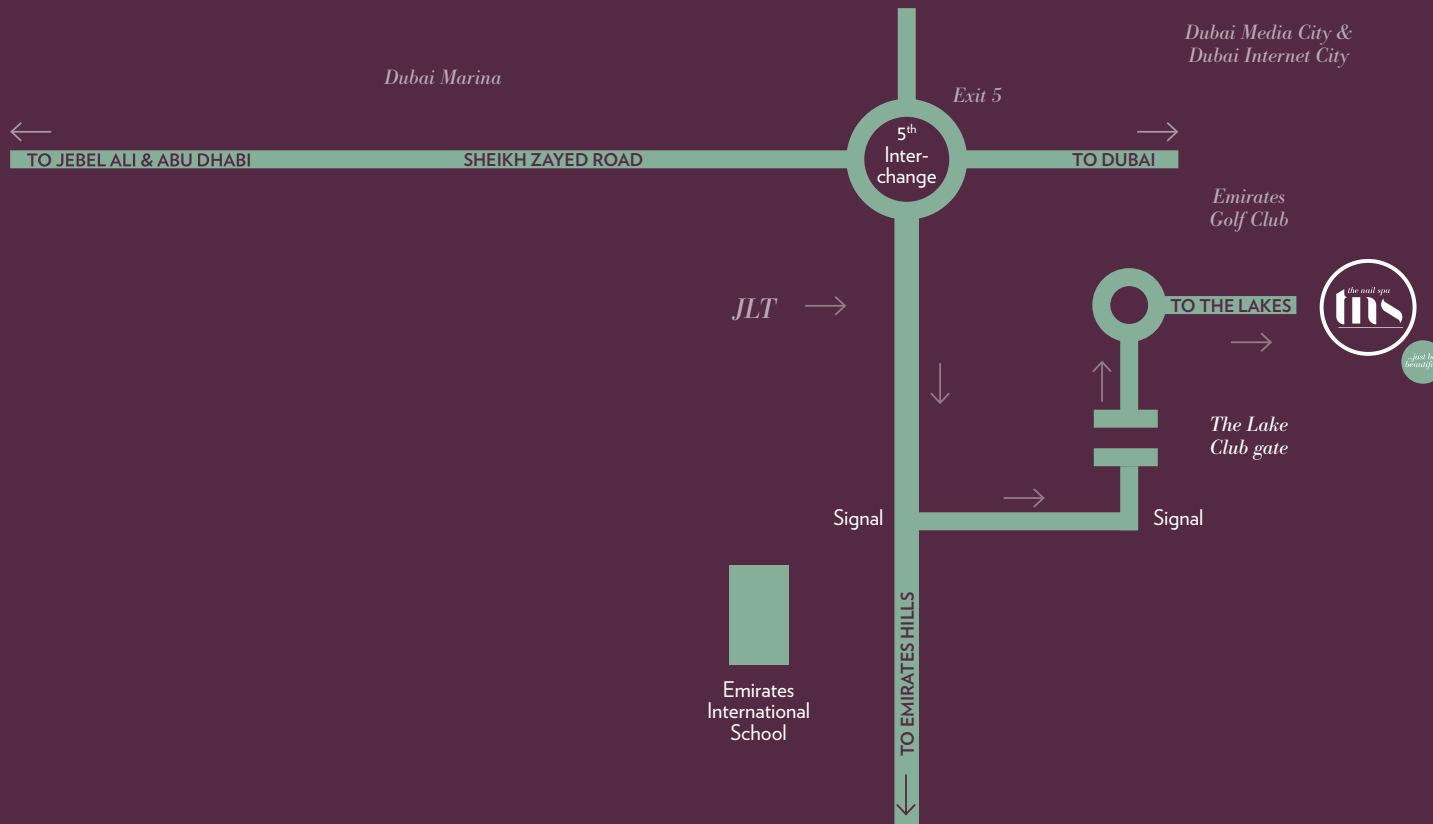 Dubai Media City &
Dubai Internet City
Dubai Marina
Exit 5
5th
Inter-
change
TO JEBEL ALI & ABU DHABI
SHEIKH ZAYED ROAD
TO DUBAI
Emirates
Golf Club
the nail spa
tns
JLT
TO THE LAKES
...just be
The Lake
Club gate
Signal
Signal
TO EMIRATES HILLS
Emirates
International
School